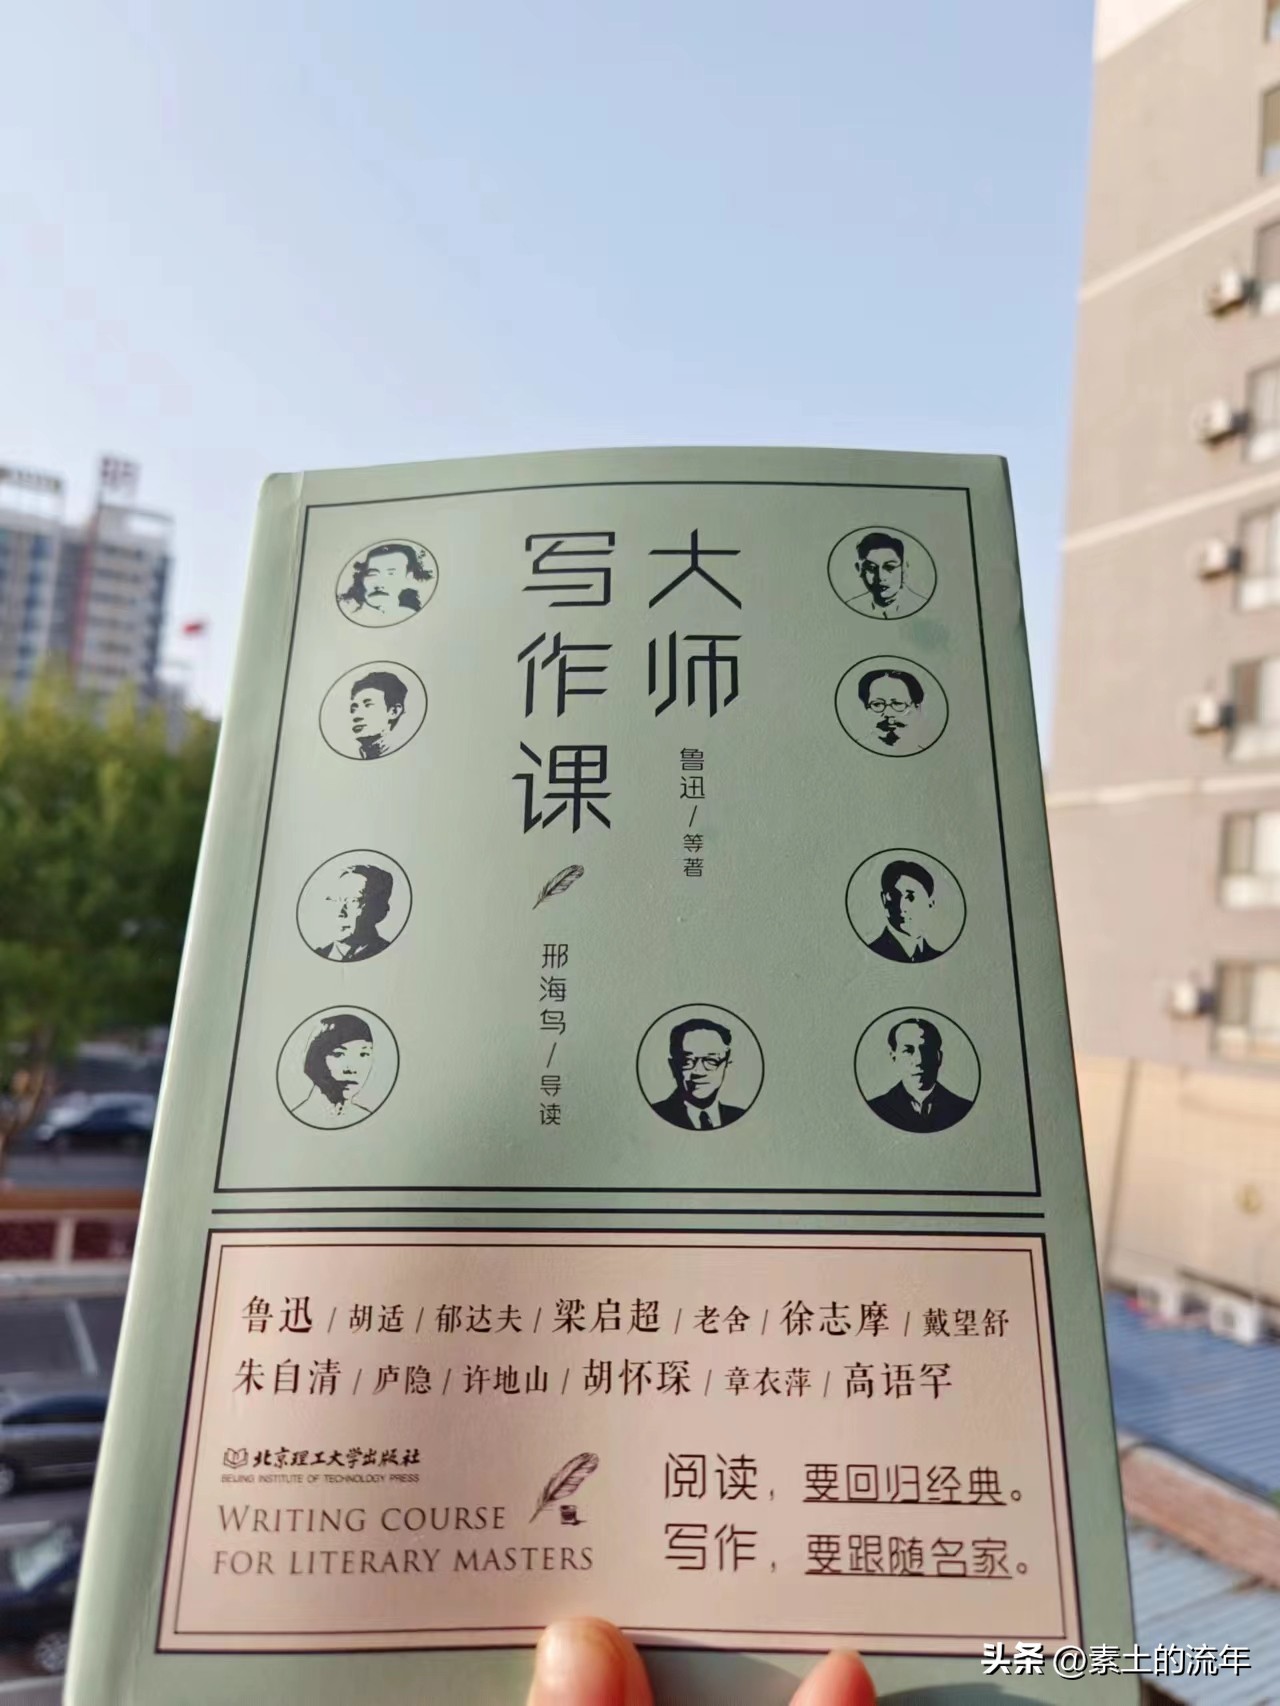 大师
写作课
鲁迅/等著
邢海鸟/导读
鲁迅/胡适/郁达夫/梁启超/老舍/徐志摩/戴望舒
朱自清/庐隐/许地山/胡怀琛/章衣萍/高语罕
北京理工大学出版社
BEIJING INSTITUTE OF TECHNOLOGY PRESS
WRITING COURSE
FOR LITERARY MASTERS
阅读，要回归经典。
写作，要跟随名家。
头条 @素土的流年